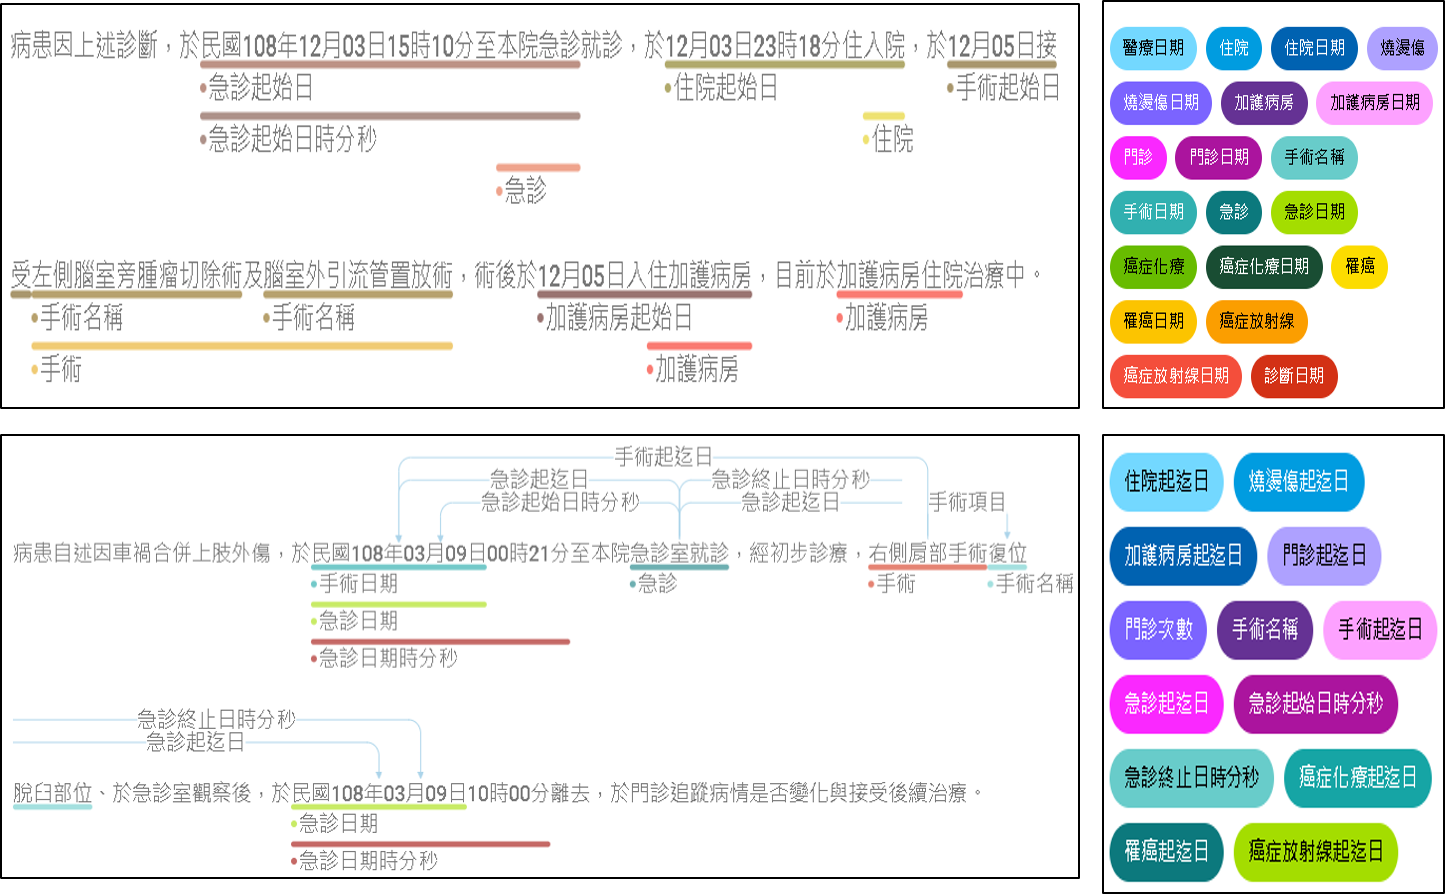 病患因上述診斷，於民國108年12月03日15時10分至本院急診就診，於12月03日23時18分住入院，於12月05日接
急診起始日
住院起始日
手術起始日
急診起始日時分秒
住院
急診
受左側腦室旁腫瘤切除術及腦室外引流管置放術，術後於12月05日入住加護病房，目前於加護病房住院治療中。
手術名稱
手術名稱
加護病房起始日
加護病房
手術
加護病房
醫療日期
住院
住院日期
燒燙傷
燒燙傷日期
加護病房
加護病房日期
門診
門診日期
手術名稱
手術日期
急診
急診日期
癌症化療
癌症化療日期
罹癌
罹癌日期
癌症放射線
癌症放射線日期
診斷日期
手術起迄日
急診起迄日
急診終止日時分秒
急診起始日時分秒
急診起迄日
手術項目
病患自述因車禍合併上肢外傷，於民國108年03月09日00時21分至本院急診室就診，經初步診療，右側肩部手術復位
手術日期
急診
手術
手術名稱
急診日期
急診日期時分秒
急診終止日時分秒
急診起迄日
脫臼部位、於急診室觀察後，於民國108年03月09日10時00分離去，於門診追蹤病情是否變化與接受後續治療。
急診日期
急診日期時分秒
住院起迄日
燒燙傷起迄日
加護病房起迄日
門診起迄日
門診次數
手術名稱
手術起迄日
急診起迄日
急診起始日時分秒
急診終止日時分秒
癌症化療起迄日
罹癌起迄日
癌症放射線起迄日